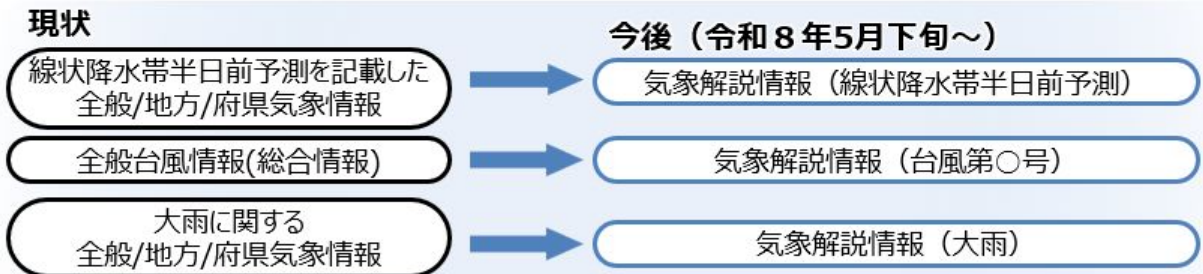 現状
今後（令和８年5月下旬～）
線状降水帯半日前予測を記載した
全般/地方/府県気象情報
気象解説情報（線状降水帯半日前予測）
全般台風情報(総合情報)
気象解説情報（台風第○号）
大雨に関する
全般/地方/府県気象情報
気象解説情報（大雨）